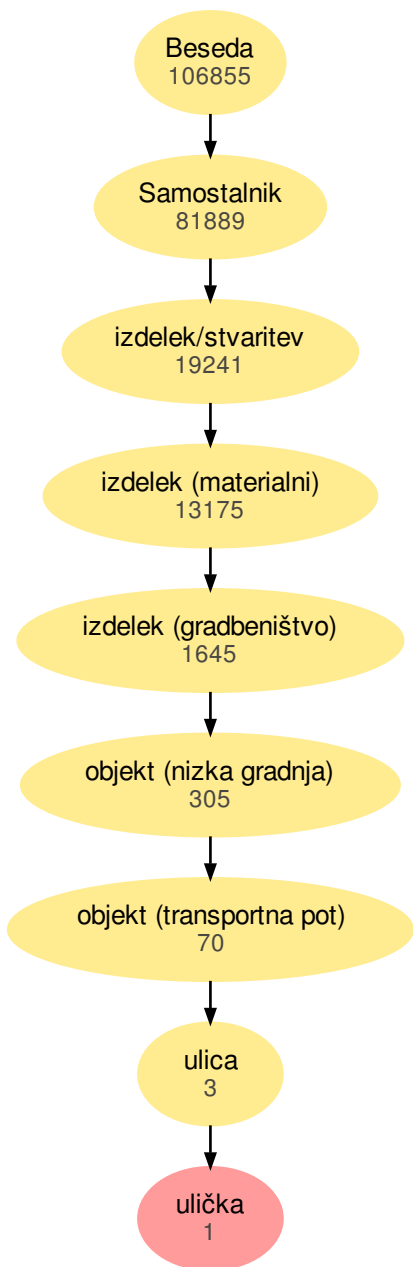 Beseda
106855
Samostalnik
81889
izdelek/stvaritev
19241
izdelek (materialni)
13175
izdelek (gradbeništvo)
1645
objekt (nizka gradnja)
305
objekt (transportna pot)
70
ulica
3
ulička
1